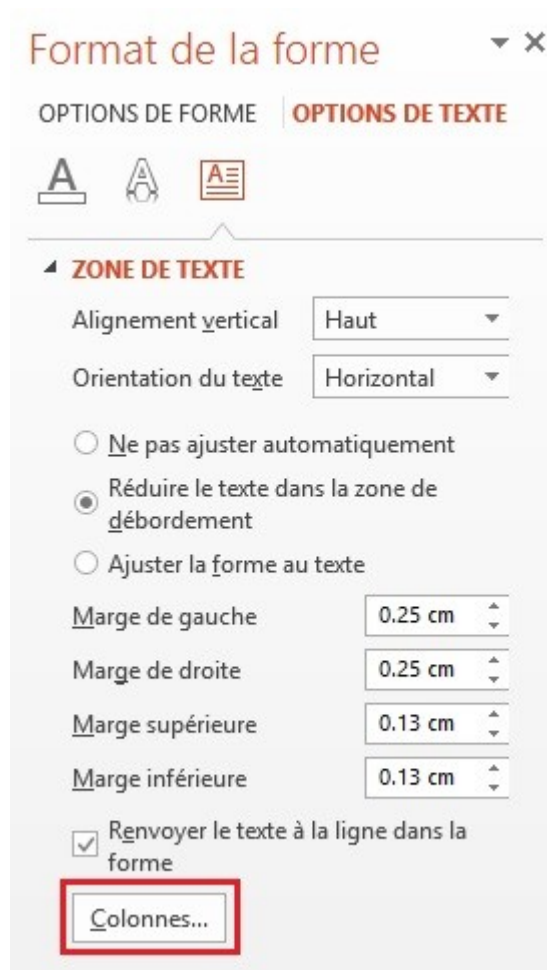 Format de la forme
OPTIONS DE FORME OPTIONS DE TEXTE
ZONE DE TEXTE
Alignement vertical Haut
Orientation du texte Horizontal
Ne pas ajuster automatiquement
Réduire le texte dans la zone de
débordement
Ajuster la forme au texte
Marge de gauche 0.25 cm
Marge de droite 0.25 cm
Marge supérieure 0.13 cm
Marge inférieure 0.13 cm
Renvoyer le texte à la ligne dans la
forme
Colonnes...